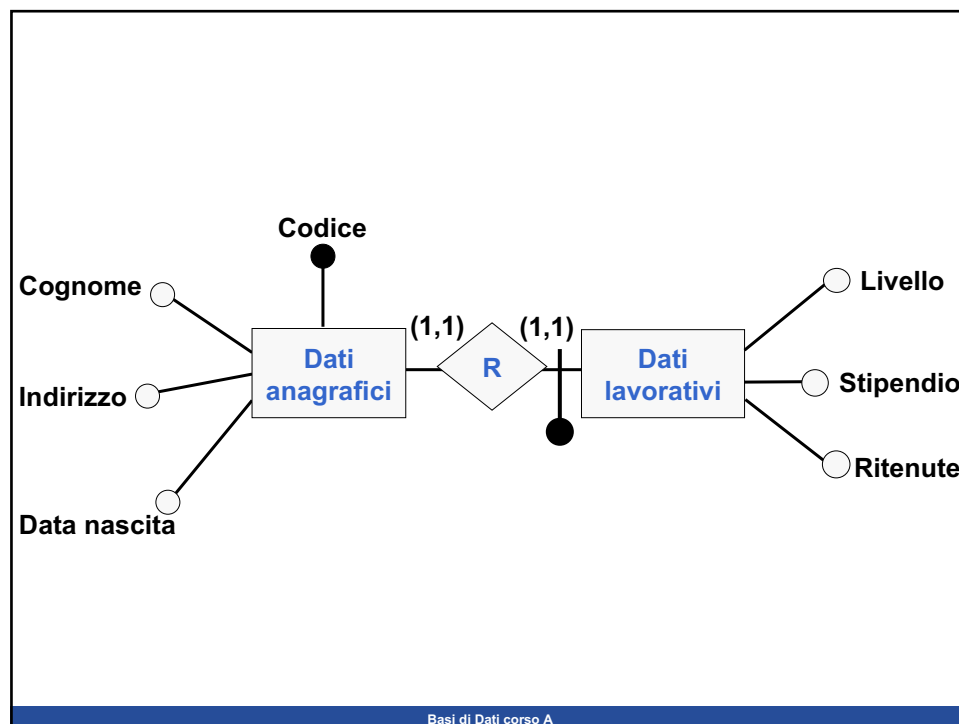 Codice
Cognome
Livello
(1,1)
(1,1)
Dati
anagrafici
R
Dati
lavorativi
Indirizzo
Stipendio
Ritenute
Data nascita
Basi di Dati corso A